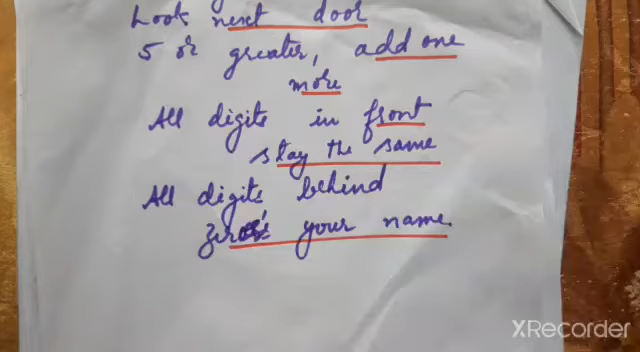 Look next door
5 or greater, add one
more
All digits in front
stay the same
All digits behind
zero's your name.
XRecorder